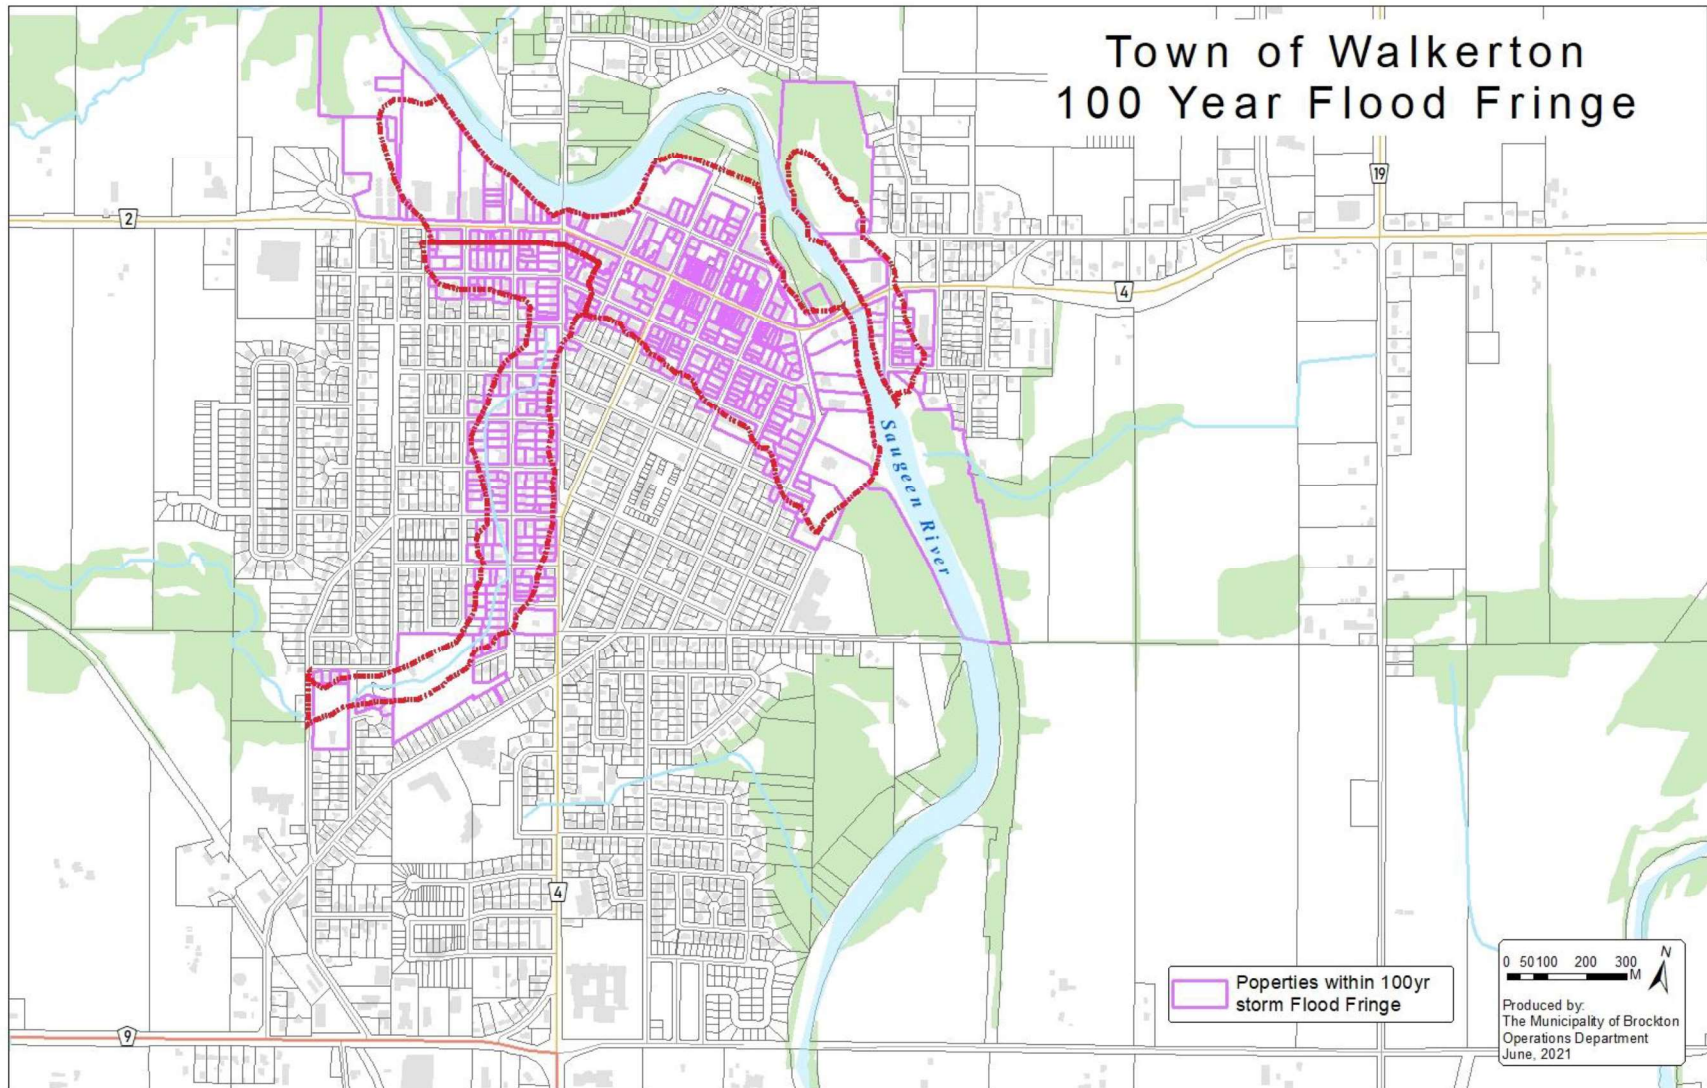 Town of Walkerton
100 Year Flood Fringe
19
2
4
Saugeen River
4
9
Poperties within 100yr
storm Flood Fringe
0 50 100 200 300
M
N
Produced by:
The Municipality of Brockton
Operations Department
June, 2021